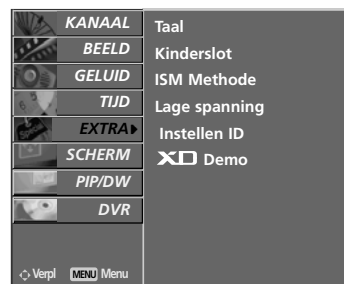 KANAAL
BEELD
GELUID
TIJD
EXTRA
SCHERM
PIP/DW
DVR
Verpl MENU Menu
Taal
Kinderslot
ISM Methode
Lage spanning
Instellen ID
XD Demo